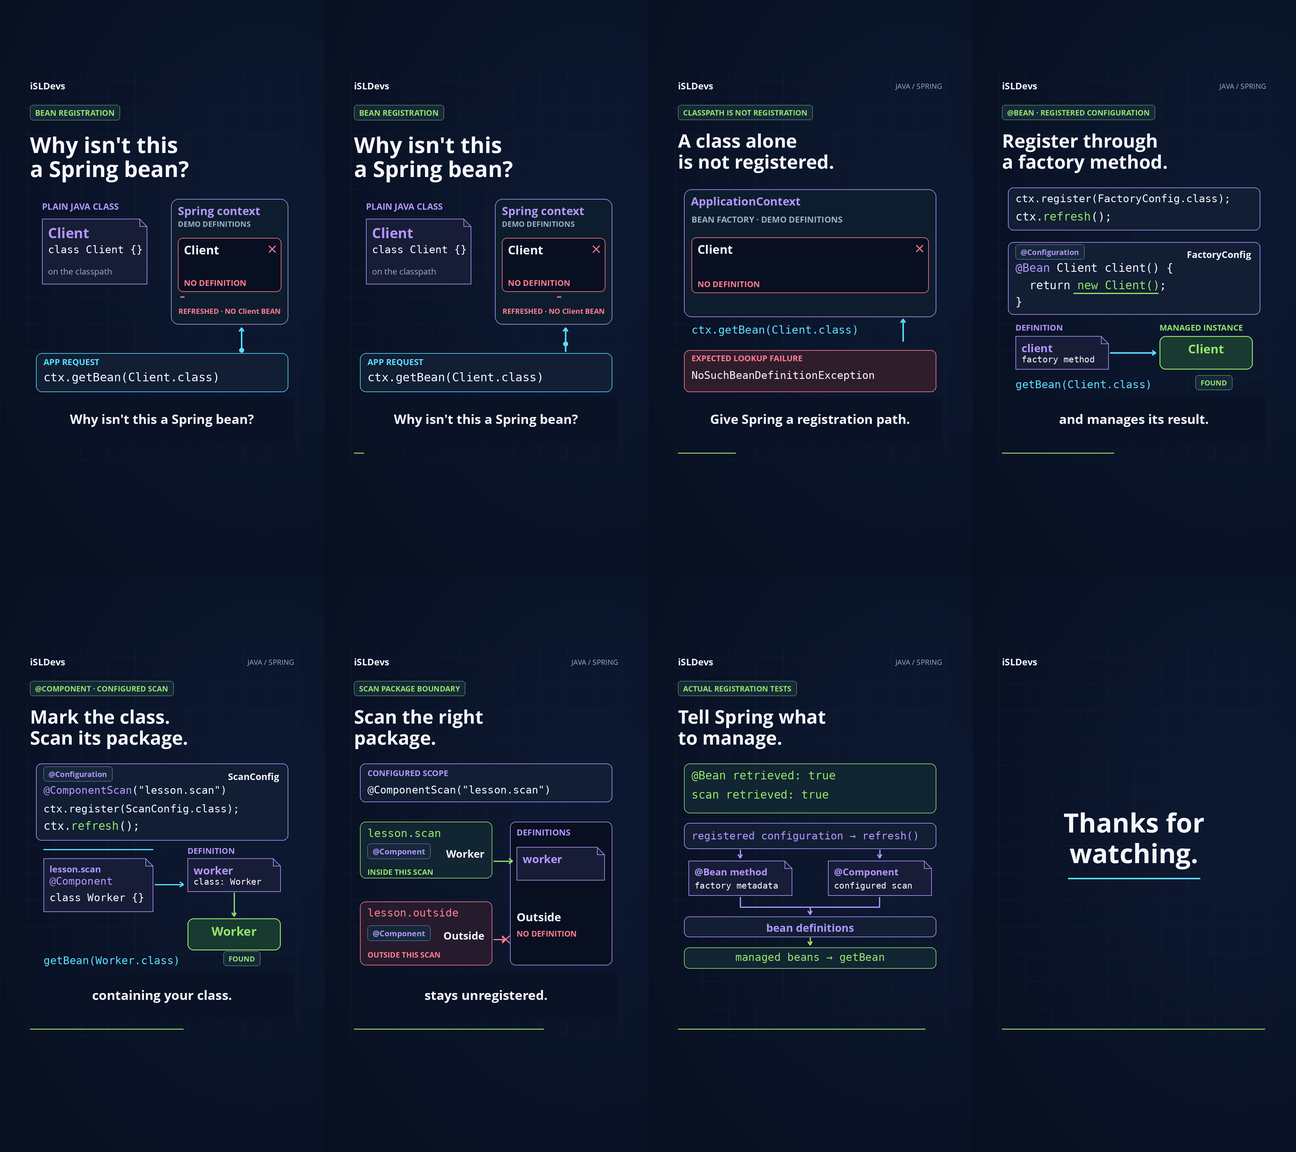 iSLDevs
BEAN REGISTRATION
Why isn't this
a Spring bean?
PLAIN JAVA CLASS
Client
class Client {}
on the classpath
Spring context
DEMO DEFINITIONS
Client
NO DEFINITION
REFRESHED · NO Client BEAN
APP REQUEST
ctx.getBean(Client.class)
Why isn't this a Spring bean?
iSLDevs
BEAN REGISTRATION
Why isn't this
a Spring bean?
PLAIN JAVA CLASS
Client
class Client {}
on the classpath
Spring context
DEMO DEFINITIONS
Client
NO DEFINITION
REFRESHED · NO Client BEAN
APP REQUEST
ctx.getBean(Client.class)
Why isn't this a Spring bean?
iSLDevs
JAVA / SPRING
CLASSPATH IS NOT REGISTRATION
A class alone
is not registered.
ApplicationContext
BEAN FACTORY · DEMO DEFINITIONS
Client
NO DEFINITION
ctx.getBean(Client.class)
EXPECTED LOOKUP FAILURE
NoSuchBeanDefinitionException
Give Spring a registration path.
iSLDevs
JAVA / SPRING
@BEAN · REGISTERED CONFIGURATION
Register through
a factory method.
ctx.register(FactoryConfig.class);
ctx.refresh();
@Configuration
FactoryConfig
@Bean Client client() {
return new Client();
}
DEFINITION
client
factory method
MANAGED INSTANCE
Client
getBean(Client.class)
FOUND
and manages its result.
iSLDevs
JAVA / SPRING
@COMPONENT · CONFIGURED SCAN
Mark the class.
Scan its package.
@Configuration
ScanConfig
@ComponentScan("lesson.scan")
ctx.register(ScanConfig.class);
ctx.refresh();
lesson.scan
@Component
class Worker {}
DEFINITION
worker
class: Worker
Worker
getBean(Worker.class)
FOUND
containing your class.
iSLDevs
JAVA / SPRING
SCAN PACKAGE BOUNDARY
Scan the right
package.
CONFIGURED SCOPE
@ComponentScan("lesson.scan")
lesson.scan
@Component
Worker
INSIDE THIS SCAN
lesson.outside
@Component
Outside
OUTSIDE THIS SCAN
DEFINITIONS
worker
Outside
NO DEFINITION
stays unregistered.
iSLDevs
JAVA / SPRING
ACTUAL REGISTRATION TESTS
Tell Spring what
to manage.
@Bean retrieved: true
scan retrieved: true
registered configuration → refresh()
@Bean method
factory metadata
@Component
configured scan
bean definitions
managed beans → getBean
iSLDevs
Thanks for
watching.